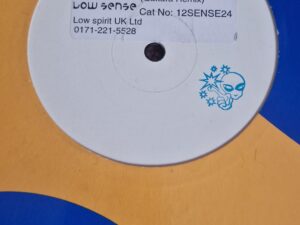 Low sense Cat No: 12SENSE24
Low spirit UK Ltd
0171-221-5528